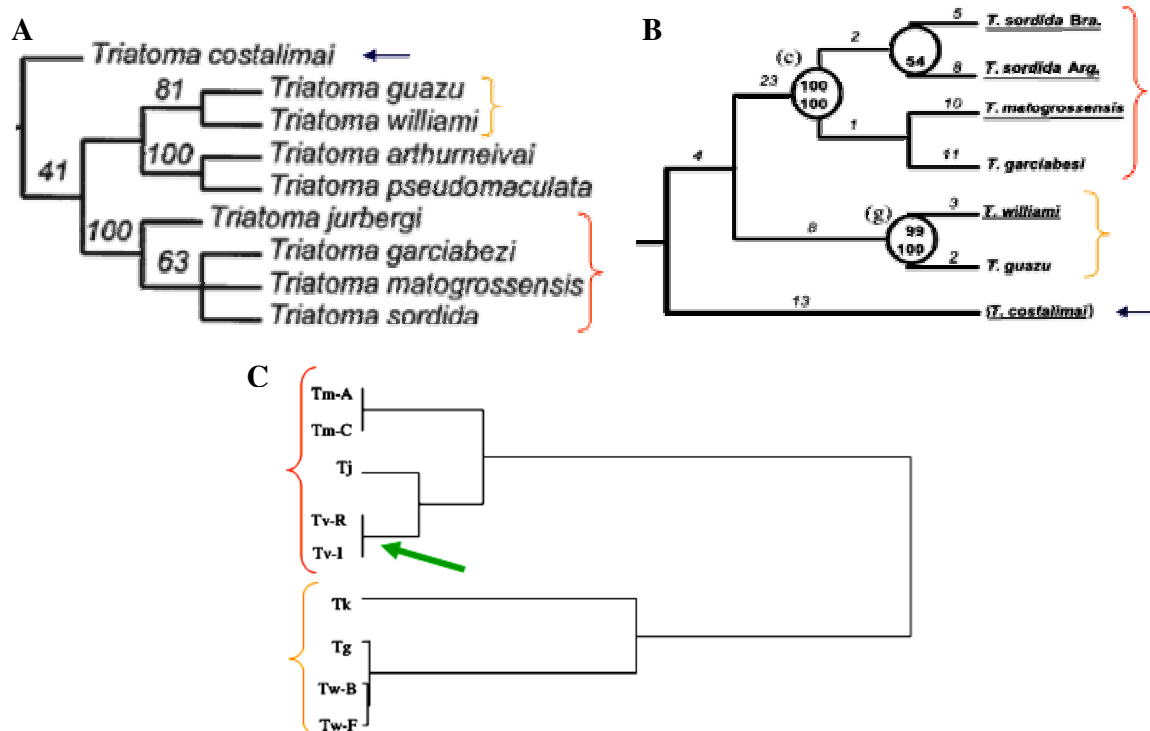 A
Triatoma costalimai
81
Triatoma guazu
Triatoma williami
100
Triatoma arthurneivai
41
Triatoma pseudomaculata
Triatoma jurbergi
100
63
Triatoma garciabezi
Triatoma matogrossensis
Triatoma sordida
B
5
T. sordida Bra.
2
(c)
54
8
T. sordida Arg.
23
100
100
10
T. matogrossensis
1
11
T. garciabesi
4
(g)
3
T. williami
8
99
100
2
T. guazu
13
(T. costalimai)
C
Tm-A
Tm-C
Tj
Tv-R
Tv-I
Tk
Tg
Tw-B
Tw-F